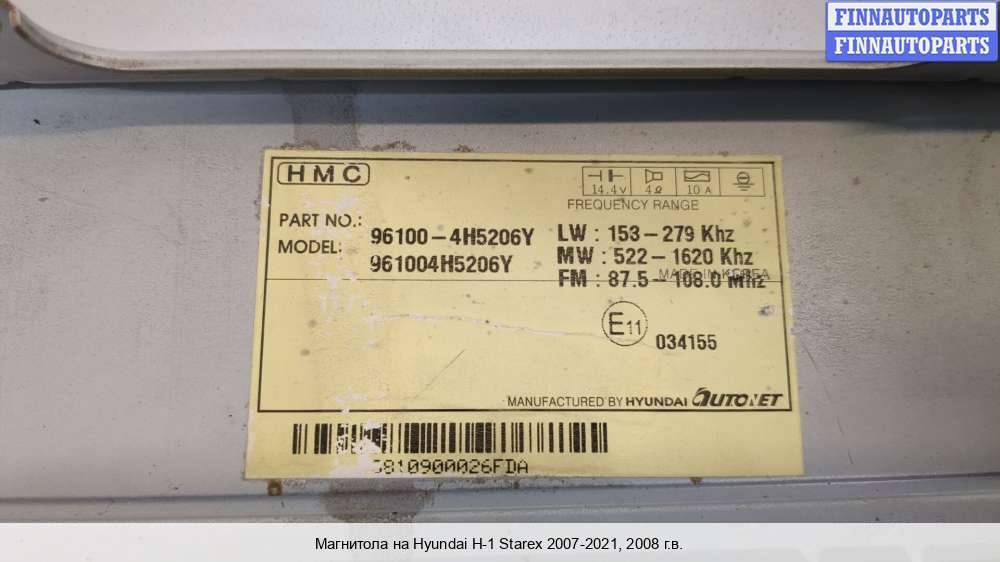 FINNAUTOPARTS
FINNAUTOPARTS
HMC
14.4V 4Ω 10A
FREQUENCY RANGE
PART NO.: 96100-4H5206Y
MODEL: 961004H5206Y
LW : 153-279 Khz
MW : 522-1620 Khz
FM : 87.5-108.0 Mhz
MADE IN KOREA
E11
034155
MANUFACTURED BY HYUNDAI AUTONET
810900026FDA
Магнитола на Hyundai H-1 Starex 2007-2021, 2008 г.в.